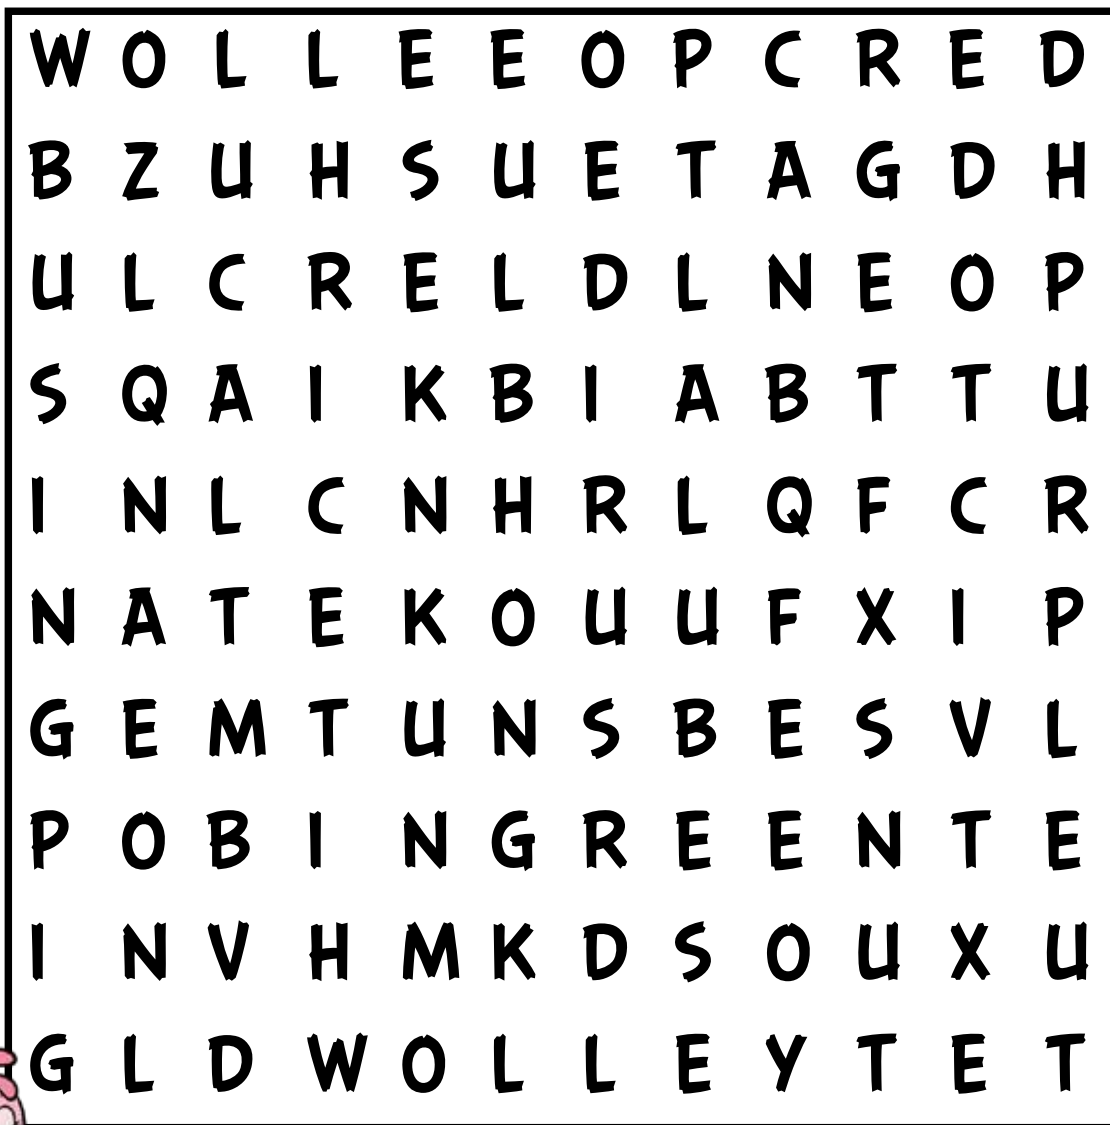 W O L L E E O P C R E D
B Z U H S U E T A G D H
U L C R E L D L N E O P
S Q A I K B I A B T T U
I N L C N H R L Q F C R
N A T E K O U U F X I P
G E M T U N S B E S V L
P O B I N G R E E N T E
I N V H M K D S O U X U
G L D W O L L E Y T E T